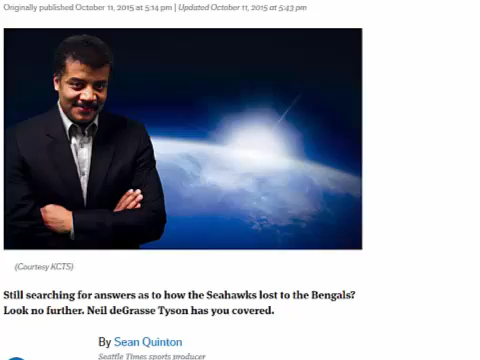 Originally published October 11, 2015 at 5:14 pm | Updated October 11, 2015 at 5:43 pm
(Courtesy KCTS)
Still searching for answers as to how the Seahawks lost to the Bengals?
Look no further. Neil deGrasse Tyson has you covered.
By Sean Quinton
Seattle Times sports producer